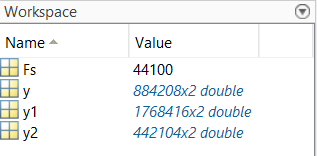 Workspace
Name Value
Fs 44100
y 884208x2 double
y1 1768416x2 double
y2 442104x2 double